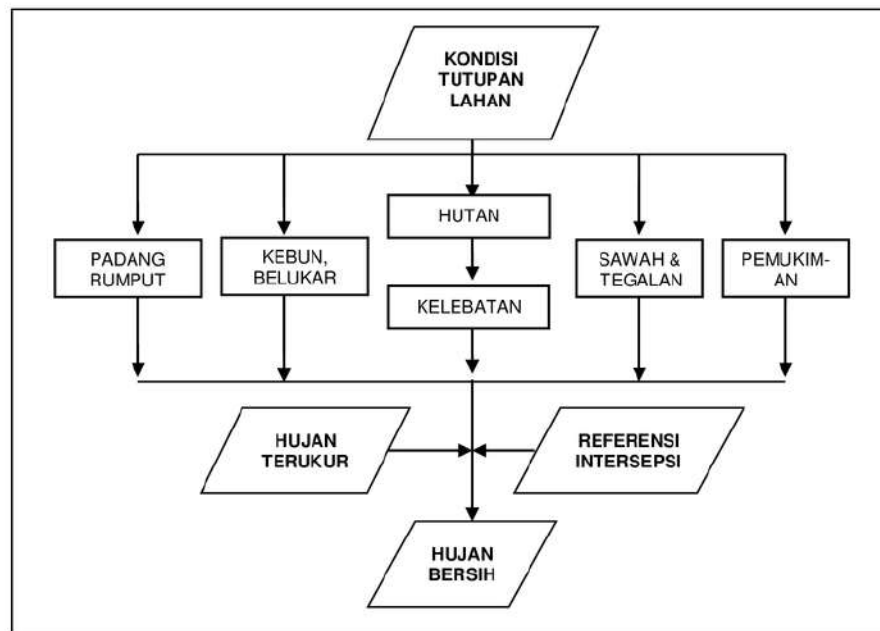 KONDISI
TUTUPAN
LAHAN
HUTAN
PADANG
RUMPUT
KEBUN,
BELUKAR
KELEBATAN
SAWAH &
TEGALAN
PEMUKIM-
AN
HUJAN
TERUKUR
REFERENSI
INTERSEPSI
HUJAN
BERSIH